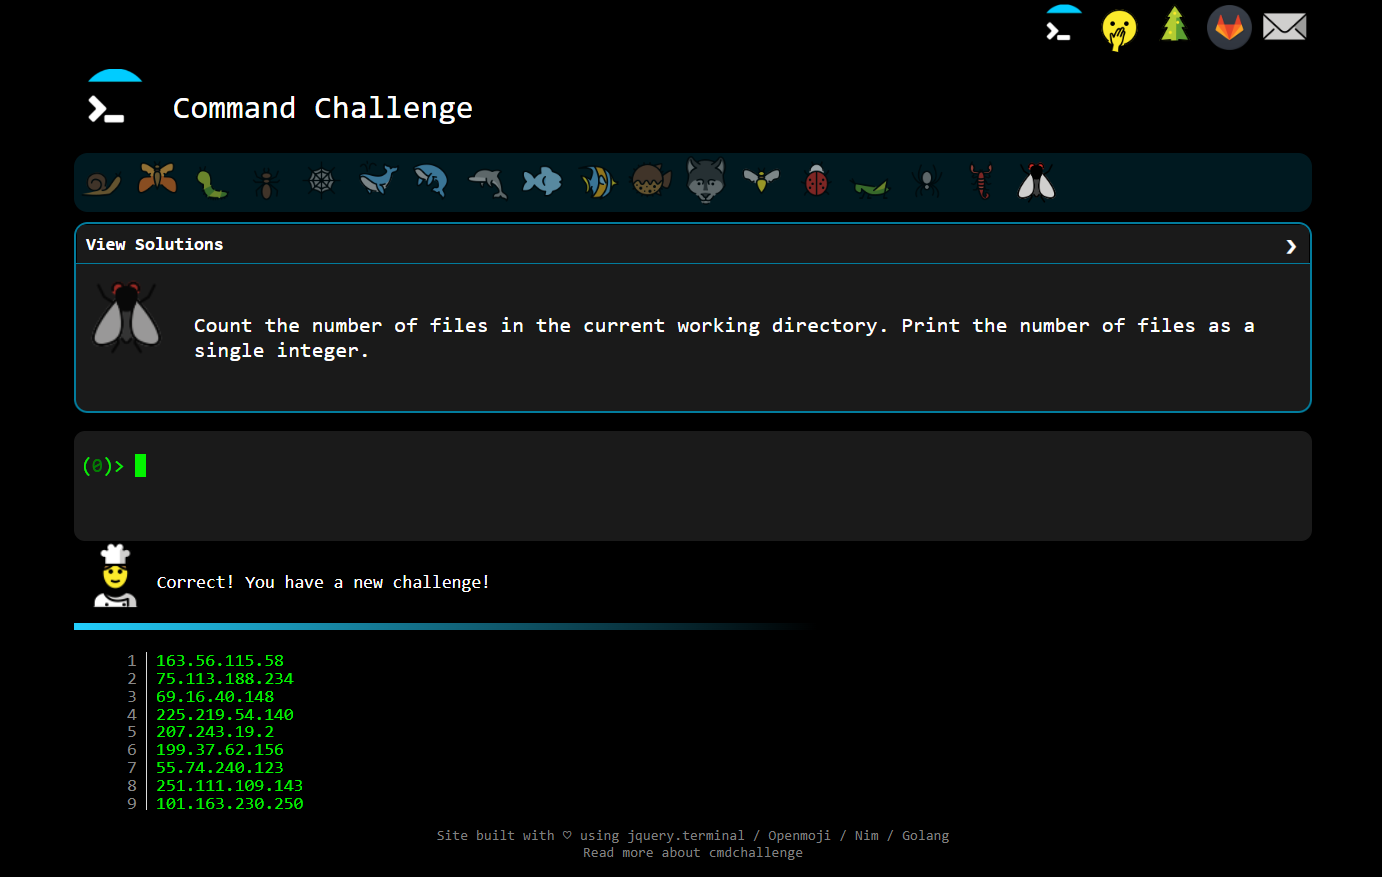 Command Challenge
View Solutions ❯
Count the number of files in the current working directory. Print the number of files as a
single integer.
(0)>
Correct! You have a new challenge!
1 163.56.115.58
2 75.113.188.234
3 69.16.40.148
4 225.219.54.140
5 207.243.19.2
6 199.37.62.156
7 55.74.240.123
8 251.111.109.143
9 101.163.230.250
Site built with ♡ using jquery.terminal / Openmoji / Nim / Golang
Read more about cmdchallenge